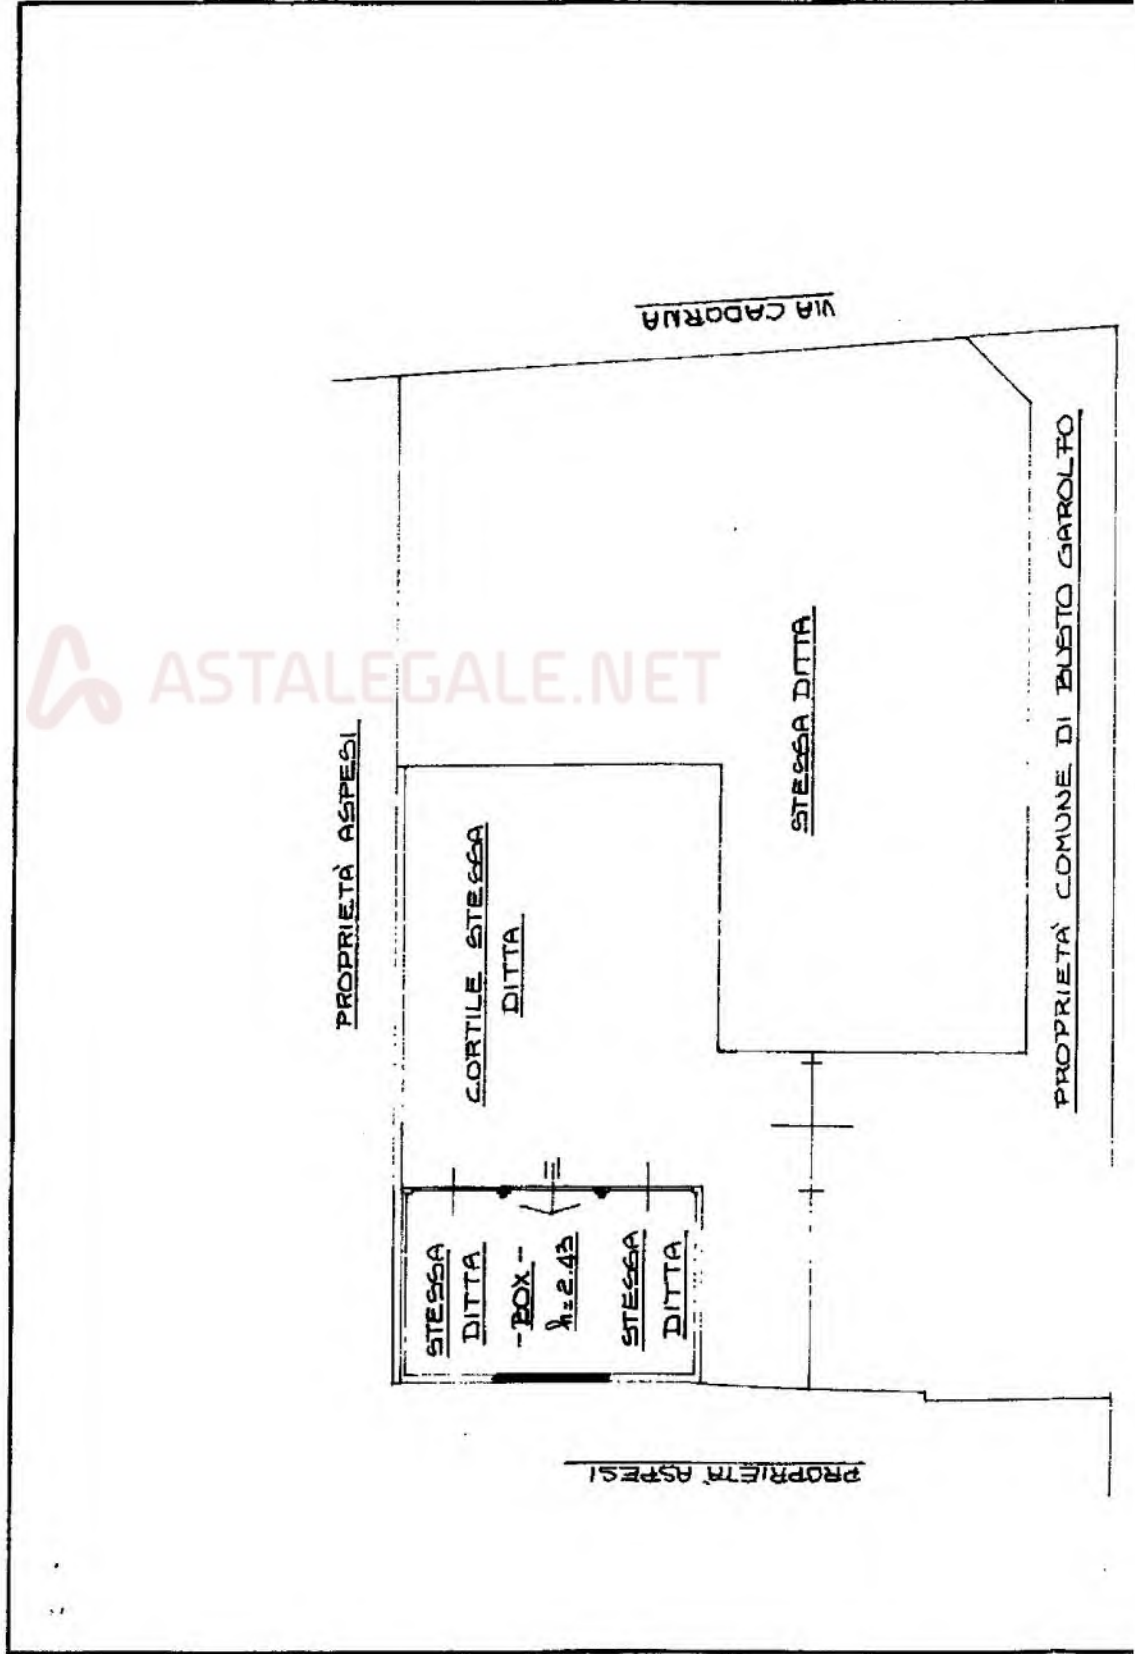 VIA CADORNA
ASTALEGALE.NET
PROPRIETÀ ASPESI
CORTILE STESSA
DITTA
STESSA DITTA
PROPRIETÀ COMUNE DI BUSTO GAROLFO
STESSA
DITTA
-BOX-
h=2.43
STESSA
DITTA
PROPRIETÀ ASPESI